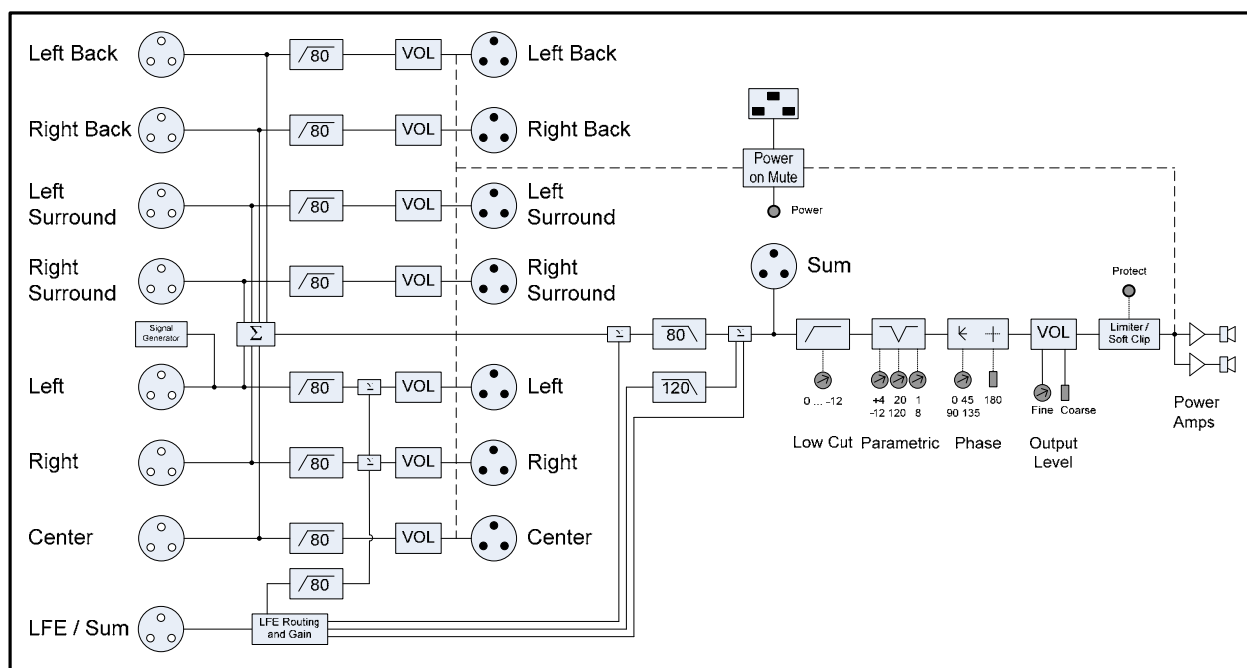 Left Back
80
VOL
Left Back
Right Back
80
VOL
Right Back
Power
on Mute
Left
Surround
80
VOL
Left
Surround
Power
Right
Surround
80
VOL
Right
Surround
Sum
Protect
Signal
Generator
Σ
Σ
80
Σ
VOL
Limiter /
Soft Clip
Left
80
Σ
VOL
Left
120
0 ... -12
+4 20 1
-12 120 8
0 45 180
90 135
Fine Coarse
Low Cut
Parametric
Phase
Output
Level
Power
Amps
Right
80
Σ
VOL
Right
Center
80
VOL
Center
80
LFE / Sum
LFE Routing
and Gain